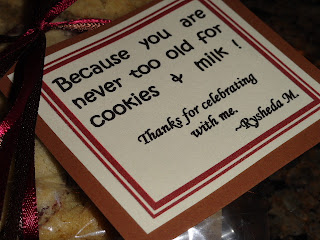 Because you are
never too old for
cookies & milk !
Thanks for celebrating
with me.
~Rysheda M.